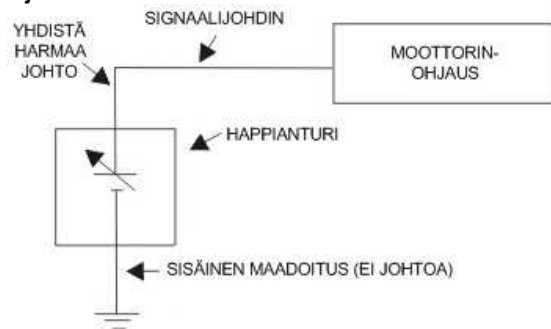 SIGNAALIJOHDIN
YHDISTÄ
HARMAA
JOHTO
MOOTTORIN-
OHJAUS
HAPPIANTURI
SISÄINEN MAADOITUS (EI JOHTOA)